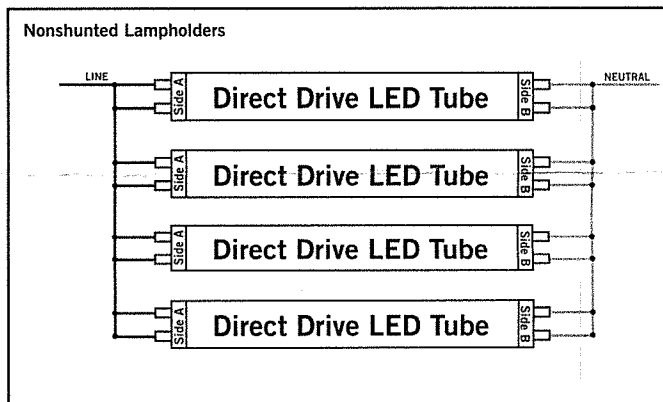 Nonshunted Lampholders
LINE
NEUTRAL
Side A
Direct Drive LED Tube
Side B
Side A
Direct Drive LED Tube
Side B
Side A
Direct Drive LED Tube
Side B
Side A
Direct Drive LED Tube
Side B